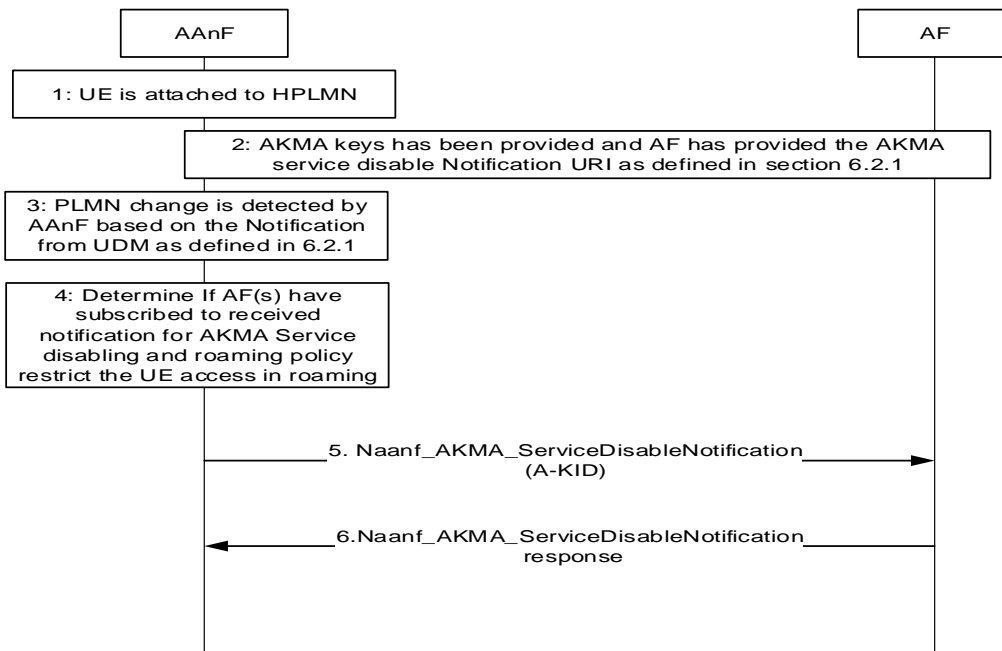 AAnF
AF
1: UE is attached to HPLMN
2: AKMA keys has been provided and AF has provided the AKMA
service disable Notification URI as defined in section 6.2.1
3: PLMN change is detected by
AAnF based on the Notification
from UDM as defined in 6.2.1
4: Determine If AF(s) have
subscribed to received
notification for AKMA Service
disabling and roaming policy
restrict the UE access in roaming
5. Naanf_AKMA_ServiceDisableNotification
(A-KID)
6.Naanf_AKMA_ServiceDisableNotification
response